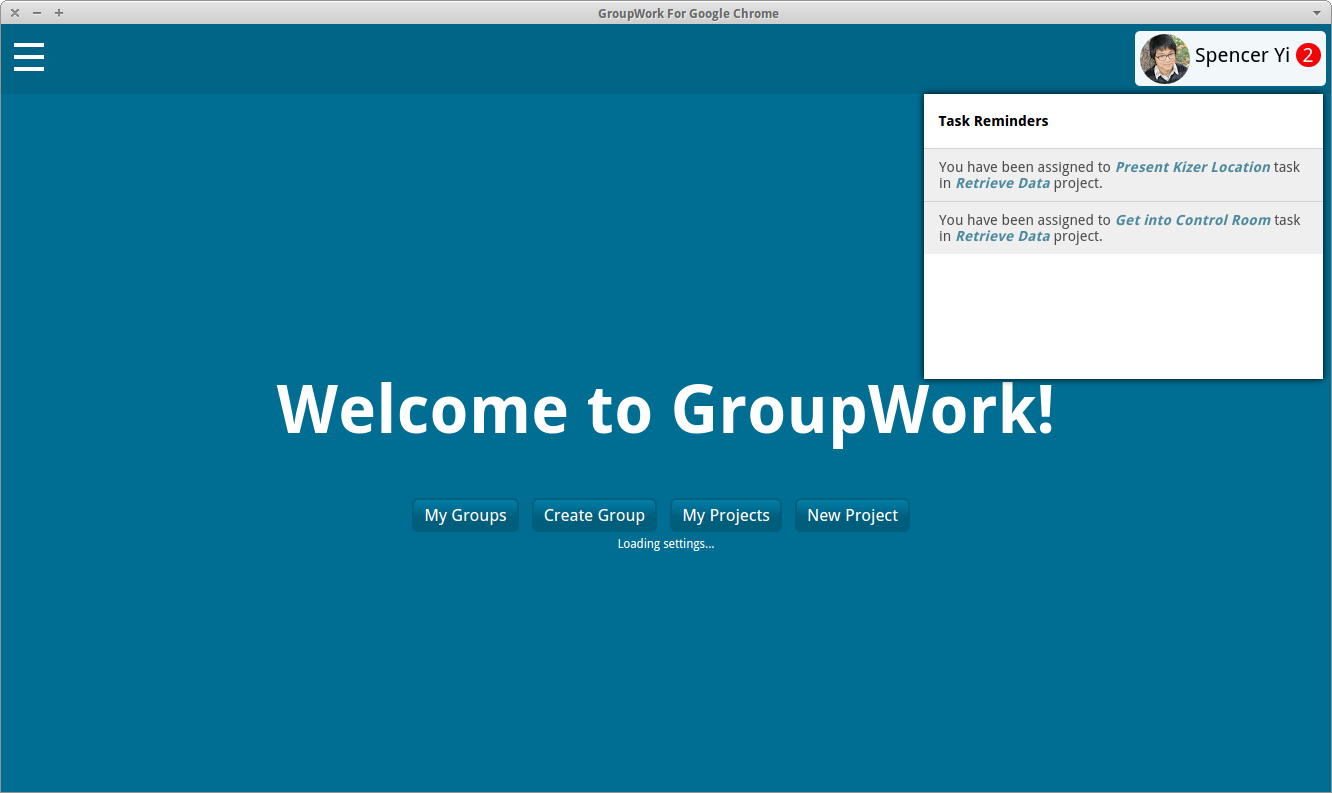 GroupWork For Google Chrome
Spencer Yi 2
Task Reminders
You have been assigned to Present Kizer Location task
in Retrieve Data project.
You have been assigned to Get into Control Room task
in Retrieve Data project.
Welcome to GroupWork!
My Groups Create Group My Projects New Project
Loading settings...